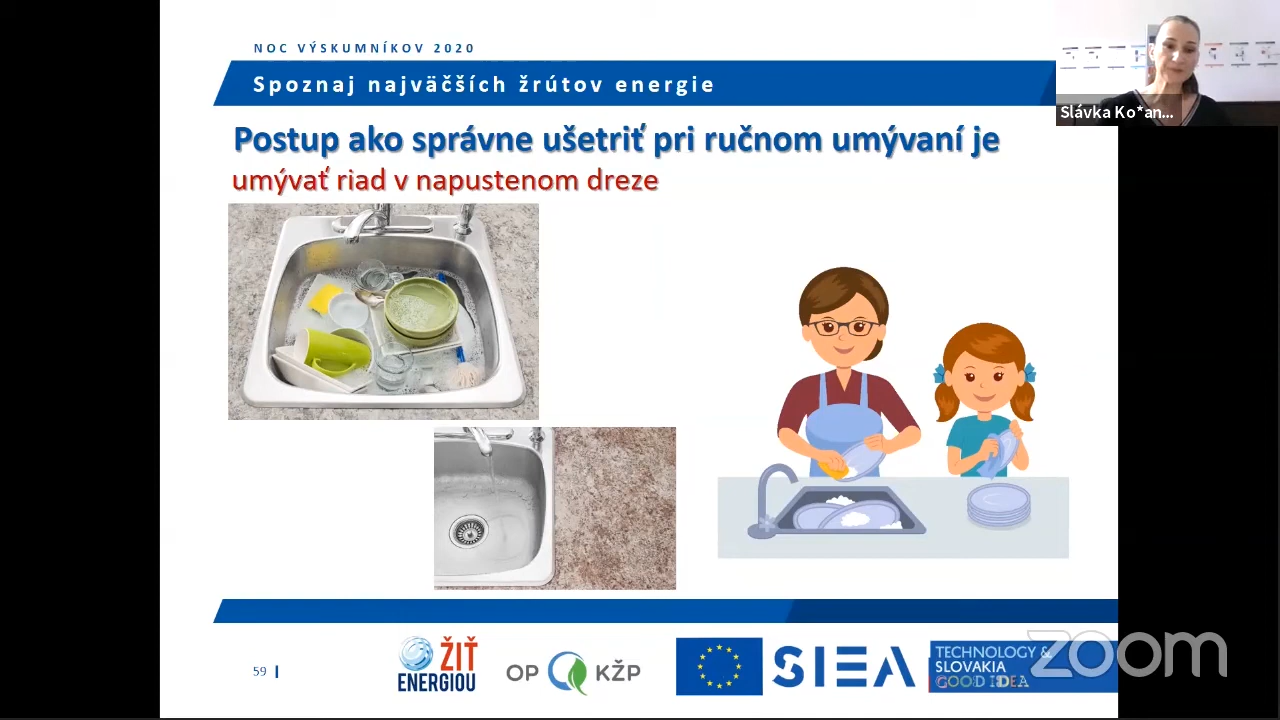 NOC VÝSKUMNÍKOV 2020
Spoznaj najväčších žrútov energie
Slávka Ko*an...
Postup ako správne ušetriť pri ručnom umývaní je
umývať riad v napustenom dreze
59
ŽIŤ
ENERGIOU
OP KŽP
SIEA
TECHNOLOGY &
SLOVAKIA
GOOD IDEA
zoom